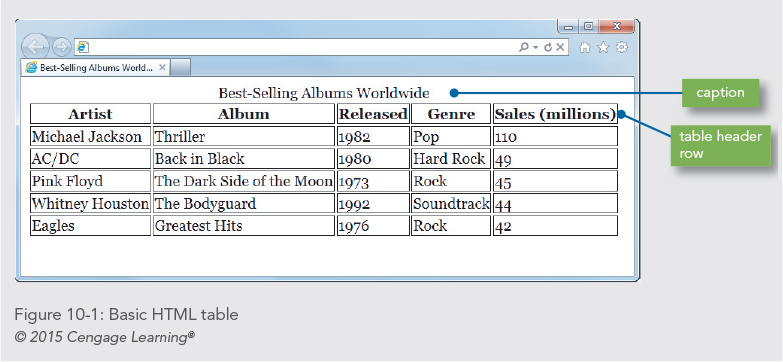 Best-Selling Albums World...
Best-Selling Albums Worldwide
caption
Artist Album Released Genre Sales (millions)
table header
row
Michael Jackson Thriller 1982 Pop 110
AC/DC Back in Black 1980 Hard Rock 49
Pink Floyd The Dark Side of the Moon 1973 Rock 45
Whitney Houston The Bodyguard 1992 Soundtrack 44
Eagles Greatest Hits 1976 Rock 42
Figure 10-1: Basic HTML table
© 2015 Cengage Learning®